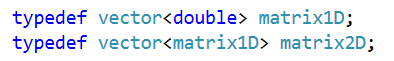 typedef vector<double> matrix1D;
typedef vector<matrix1D> matrix2D;